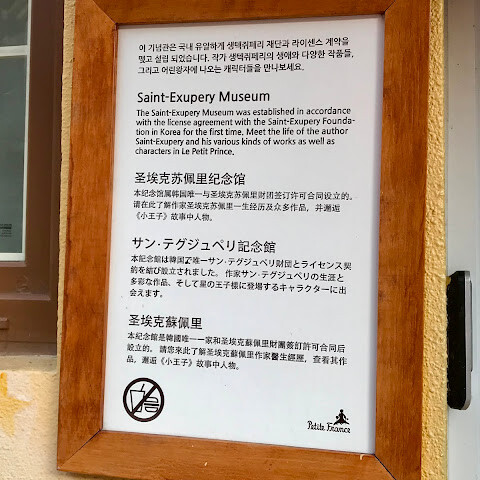 이 기념관은 국내 유일하게 생텍쥐페리 재단과 라이센스 계약을
맺고 설립 되었습니다. 작가 생텍쥐페리의 생애와 다양한 작품들,
그리고 어린왕자에 나오는 캐릭터들을 만나보세요.
Saint-Exupery Museum
The Saint-Exupery Museum was established in accordance
with the license agreement with the Saint-Exupery Founda-
tion in Korea for the first time. Meet the life of the author
Saint-Exupery and his various kinds of works as well as
characters in Le Petit Prince.
圣埃克苏佩里纪念馆
本纪念馆属韩国唯一与圣埃克苏佩里财团签订许可合同设立的。
请在此了解作家圣埃克苏佩里一生经历及众多作品，并邂逅
《小王子》故事中人物。
サン・テグジュペリ記念館
本記念館は韓国で唯一サン・テグジュペリ財団とライセンス契
約を結び設立されました。 作家サン・テグジュペリの生涯と
多彩な作品、そして星の王子様に登場するキャラクターに出
会えます。
圣埃克蘇佩里
本紀念馆是韓國唯一一家和圣埃克蘇佩里財團簽訂許可合同后
設立的。 請您來此了解圣埃克蘇佩里作家醫生經歷，查看其作
品，邂逅《小王子》故事中人物。
Petite France